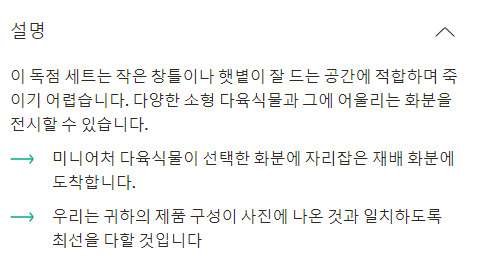 설명
이 독점 세트는 작은 창틀이나 햇볕이 잘 드는 공간에 적합하며 죽
이기 어렵습니다. 다양한 소형 다육식물과 그에 어울리는 화분을
전시할 수 있습니다.
미니어처 다육식물이 선택한 화분에 자리잡은 재배 화분에
도착합니다.
우리는 귀하의 제품 구성이 사진에 나온 것과 일치하도록
최선을 다할 것입니다